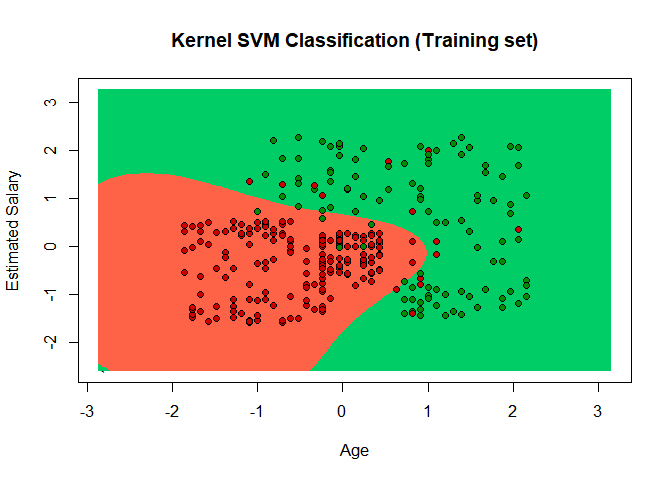 Kernel SVM Classification (Training set)
Estimated Salary
3
2
1
0
-1
-2
-3 -2 -1 0 1 2 3
Age